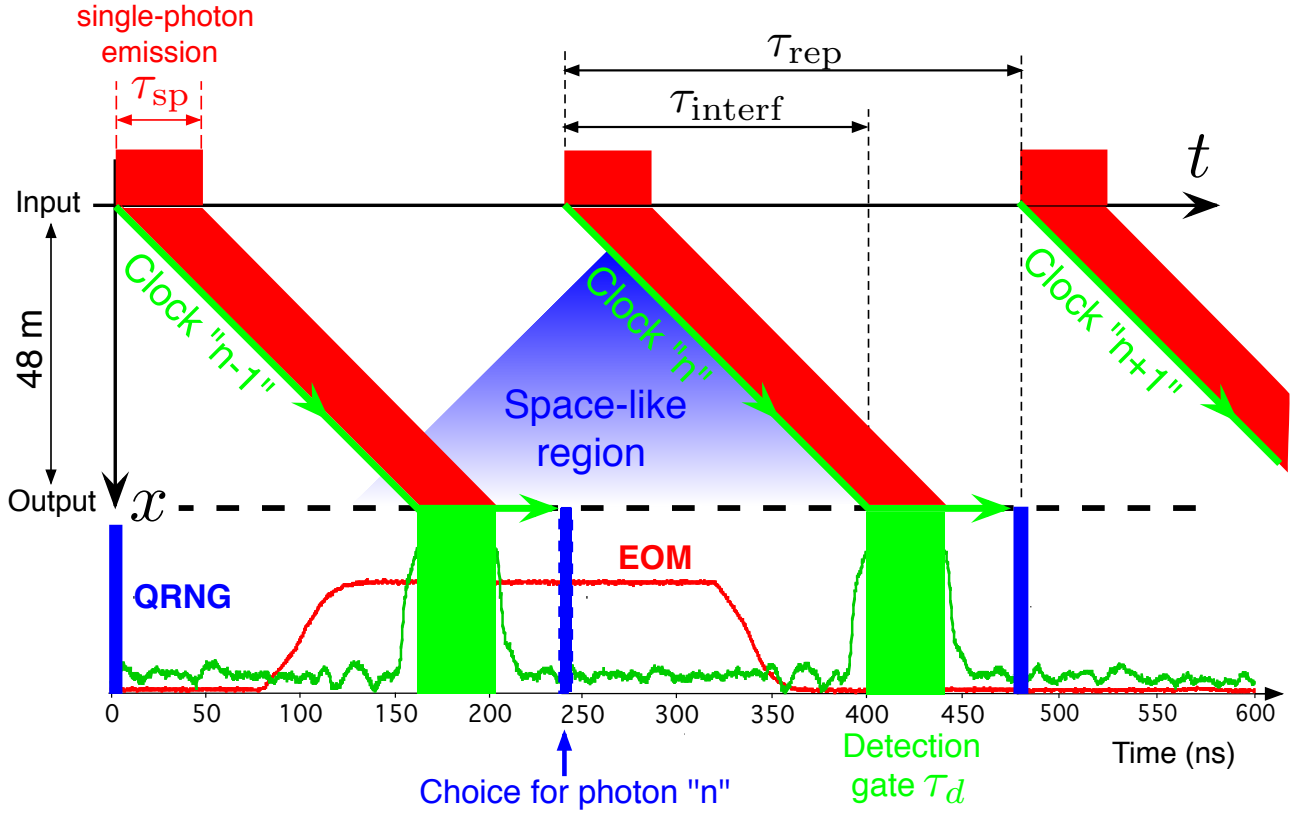 single-photon
emission
τsp
τrep
τinterf
t
Input
48 m
Output
x
Clock "n-1"
Clock "n"
Clock "n+1"
Space-like
region
QRNG
EOM
0 50 100 150 200 250 300 350 400 450 500 550 600
Time (ns)
Choice for photon "n"
Detection
gate τd